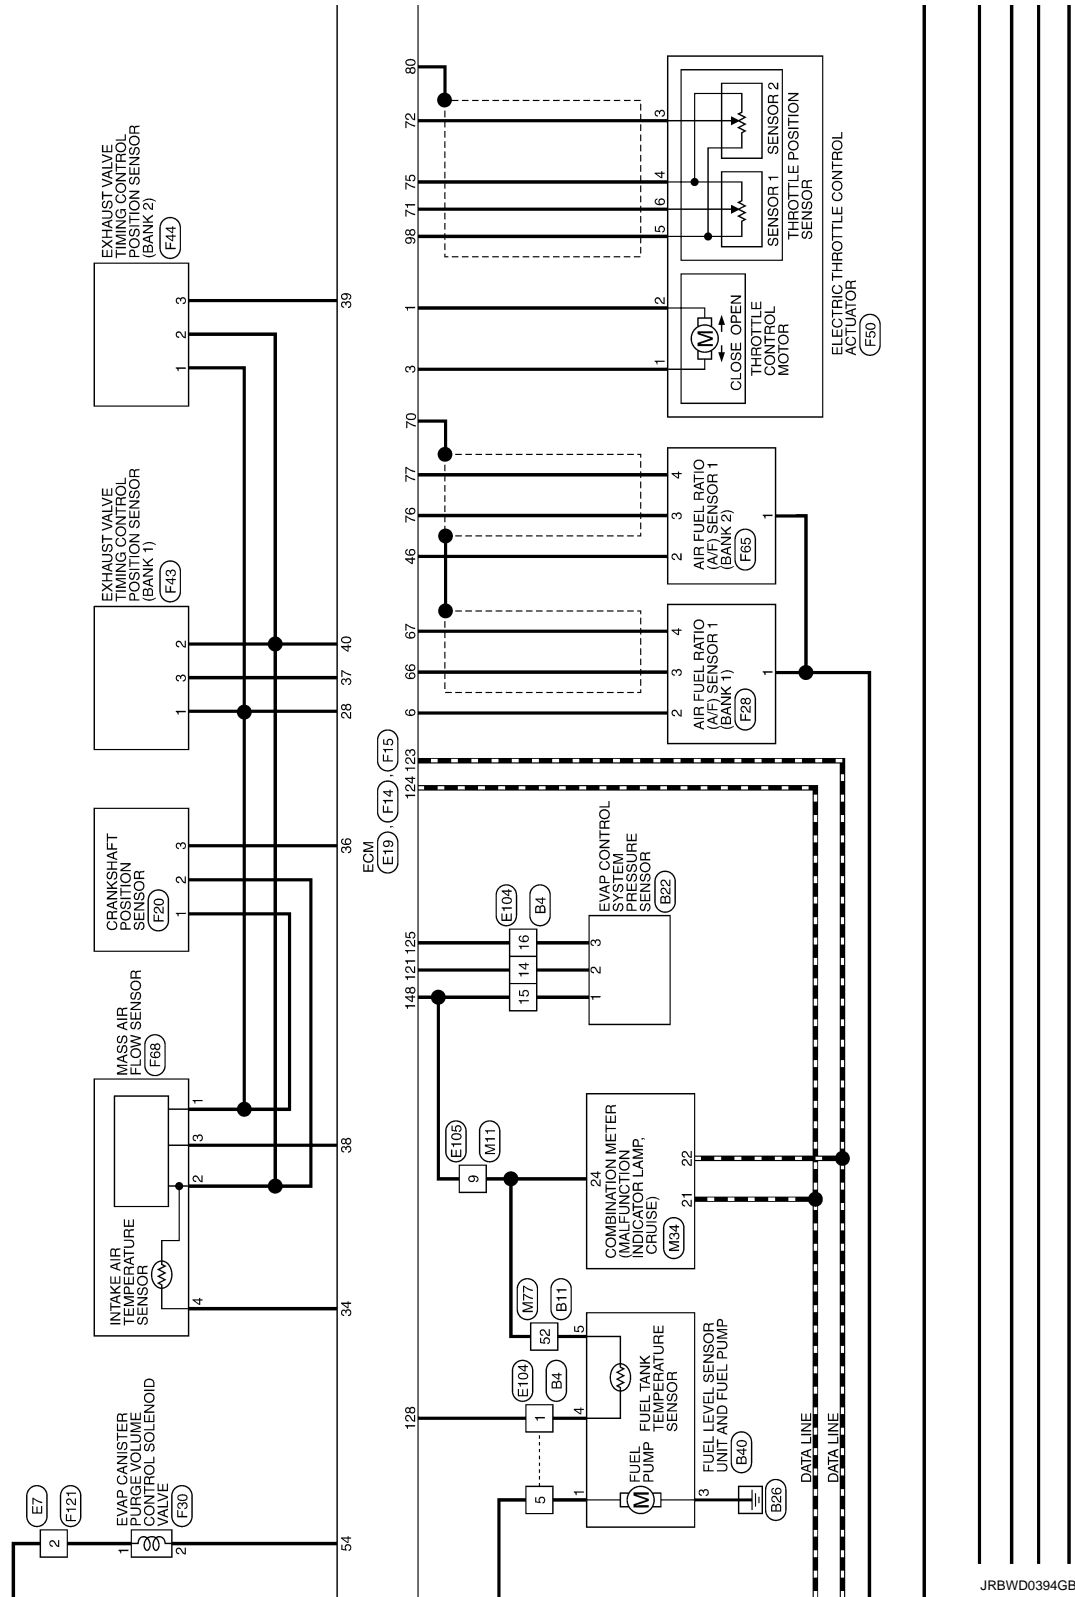 EXHAUST VALVE
TIMING CONTROL
POSITION SENSOR
(BANK 2)
F44
1
2
3
39
EXHAUST VALVE
TIMING CONTROL
POSITION SENSOR
(BANK 1)
F43
1
3
2
28
37
40
CRANKSHAFT
POSITION
SENSOR
F20
1
2
3
36
MASS AIR
FLOW SENSOR
F68
INTAKE AIR
TEMPERATURE
SENSOR
4
2
3
1
34
38
E7
F121
2
EVAP CANISTER
PURGE VOLUME
CONTROL SOLENOID
VALVE
F30
1
2
54
ECM
E19 , F14 , F15
128
148
121
125
124
123
6
66
67
46
76
77
70
3
1
98
71
75
72
80
5
E104
B4
1
M77
B11
52
E105
M11
9
E104
B4
15
14
16
1
4
5
FUEL
PUMP
M
FUEL TANK
TEMPERATURE
SENSOR
3
FUEL LEVEL SENSOR
UNIT AND FUEL PUMP
B40
B26
24
COMBINATION METER
(MALFUNCTION
INDICATOR LAMP,
CRUISE)
M34
21
22
1
2
3
EVAP CONTROL
SYSTEM
PRESSURE
SENSOR
B22
2
3
4
AIR FUEL RATIO
(A/F) SENSOR 1
(BANK 1)
F28
1
2
3
4
AIR FUEL RATIO
(A/F) SENSOR 1
(BANK 2)
F65
1
1
2
M
CLOSE OPEN
THROTTLE
CONTROL
MOTOR
5
6
4
3
SENSOR 1
SENSOR 2
THROTTLE POSITION
SENSOR
ELECTRIC THROTTLE CONTROL
ACTUATOR
F50
DATA LINE
DATA LINE
JRBWD0394GB